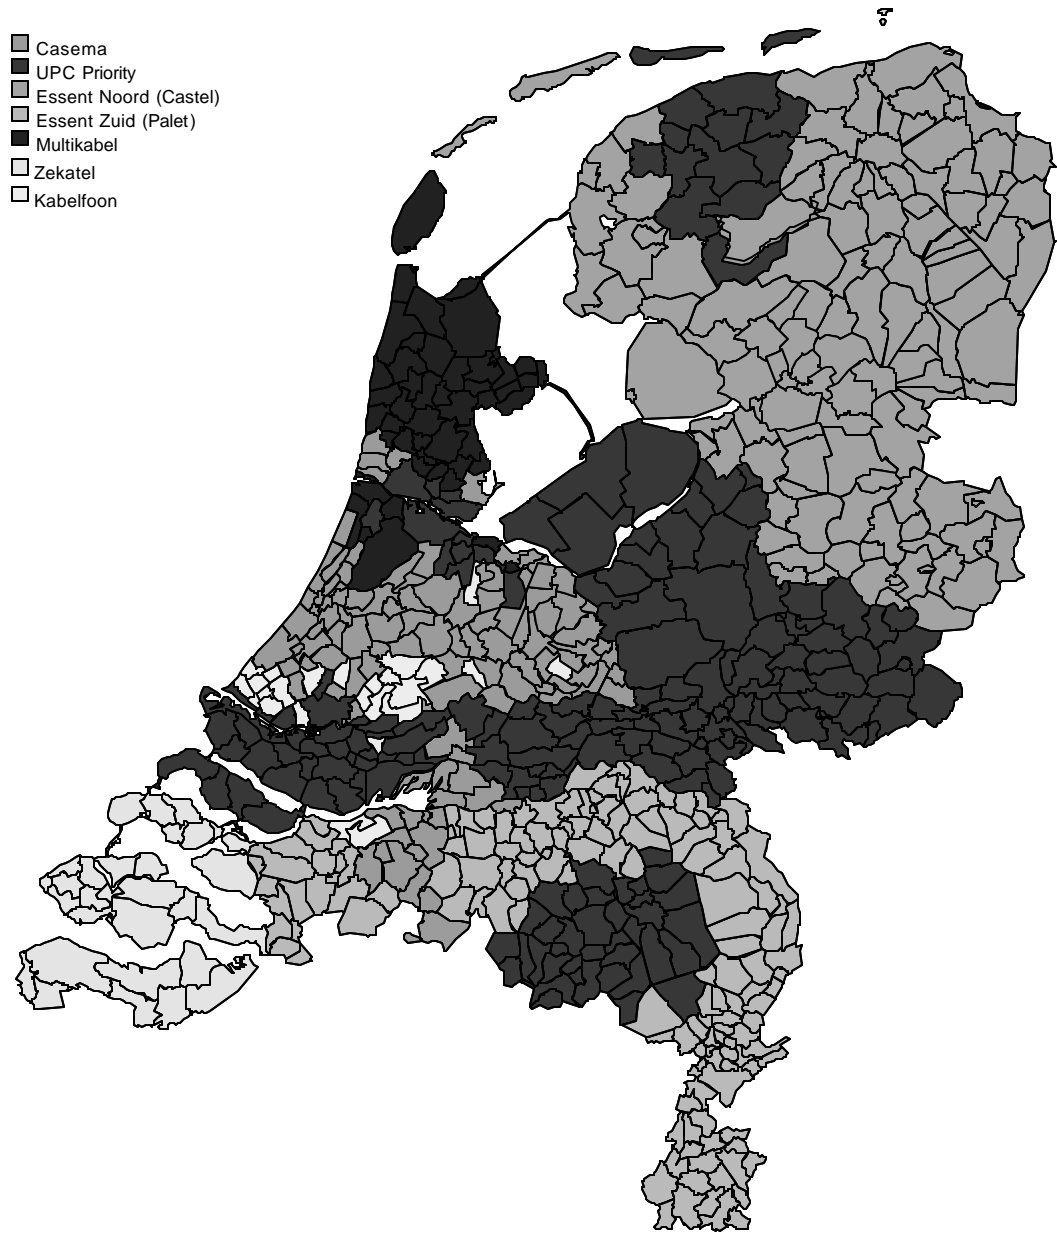 Casema
UPC Priority
Essent Noord (Castel)
Essent Zuid (Palet)
Multikabel
Zekatel
Kabelfoon